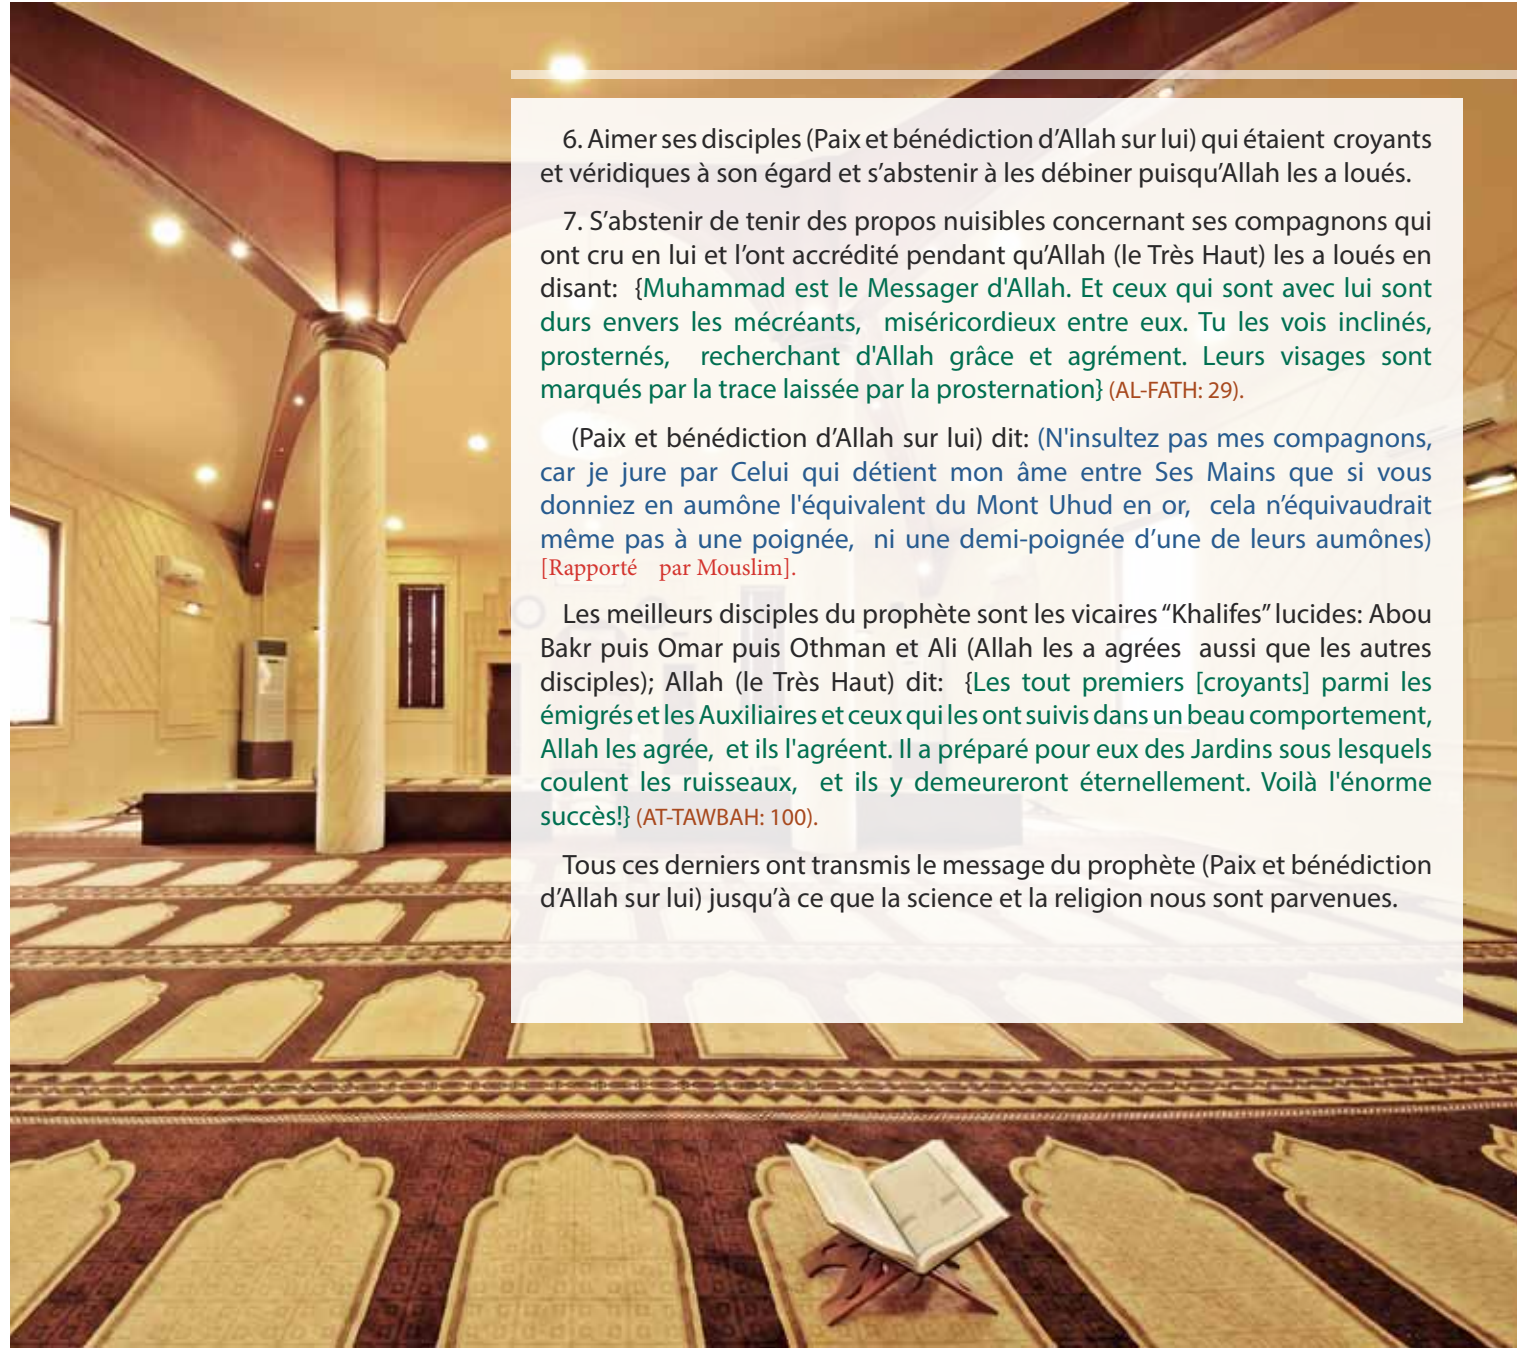 6. Aimer ses disciples (Paix et bénédiction d’Allah sur lui) qui étaient croyants
et véridiques à son égard et s’abstenir à les débiner puisqu’Allah les a loués.
7. S’abstenir de tenir des propos nuisibles concernant ses compagnons qui
ont cru en lui et l’ont accrédité pendant qu’Allah (le Très Haut) les a loués en
disant: {Muhammad est le Messager d'Allah. Et ceux qui sont avec lui sont
durs envers les mécréants, miséricordieux entre eux. Tu les vois inclinés,
prosternés, recherchant d'Allah grâce et agrément. Leurs visages sont
marqués par la trace laissée par la prosternation} (AL-FATH: 29).
(Paix et bénédiction d’Allah sur lui) dit: (N'insultez pas mes compagnons,
car je jure par Celui qui détient mon âme entre Ses Mains que si vous
donniez en aumône l'équivalent du Mont Uhud en or, cela n’équivaudrait
même pas à une poignée, ni une demi-poignée d’une de leurs aumônes)
[Rapporté par Mouslim].
Les meilleurs disciples du prophète sont les vicaires “Khalifes” lucides: Abou
Bakr puis Omar puis Othman et Ali (Allah les a agrées aussi que les autres
disciples); Allah (le Très Haut) dit: {Les tout premiers [croyants] parmi les
émigrés et les Auxiliaires et ceux qui les ont suivis dans un beau comportement,
Allah les agrée, et ils l'agréent. Il a préparé pour eux des Jardins sous lesquels
coulent les ruisseaux, et ils y demeureront éternellement. Voilà l'énorme
succès!} (AT-TAWBAH: 100).
Tous ces derniers ont transmis le message du prophète (Paix et bénédiction
d’Allah sur lui) jusqu’à ce que la science et la religion nous sont parvenues.